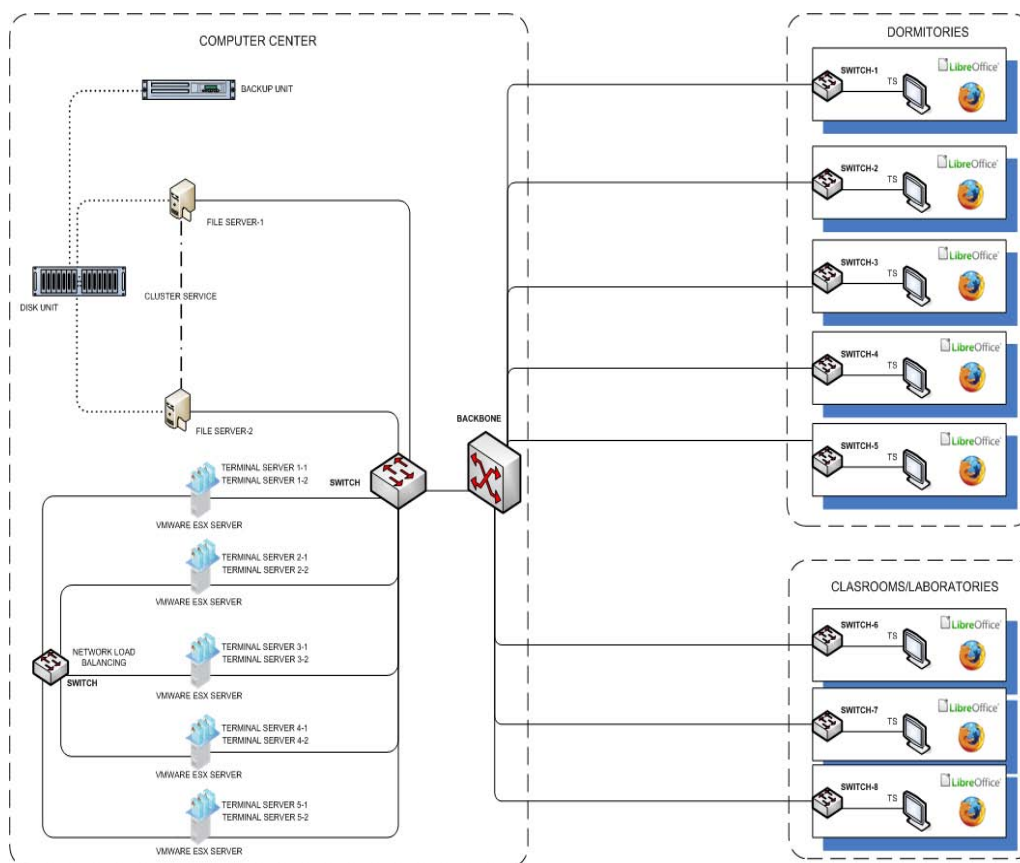 COMPUTER CENTER
BACKUP UNIT
FILE SERVER-1
DISK UNIT
CLUSTER SERVICE
FILE SERVER-2
BACKBONE
SWITCH
TERMINAL SERVER 1-1
TERMINAL SERVER 1-2
VMWARE ESX SERVER
TERMINAL SERVER 2-1
TERMINAL SERVER 2-2
VMWARE ESX SERVER
NETWORK LOAD
BALANCING
SWITCH
TERMINAL SERVER 3-1
TERMINAL SERVER 3-2
VMWARE ESX SERVER
TERMINAL SERVER 4-1
TERMINAL SERVER 4-2
VMWARE ESX SERVER
TERMINAL SERVER 5-1
TERMINAL SERVER 5-2
VMWARE ESX SERVER
DORMITORIES
SWITCH-1
TS
LibreOffice
SWITCH-2
TS
LibreOffice
SWITCH-3
TS
LibreOffice
SWITCH-4
TS
LibreOffice
SWITCH-5
TS
LibreOffice
CLASROOMS/LABORATORIES
SWITCH-6
TS
LibreOffice
SWITCH-7
TS
LibreOffice
SWITCH-8
TS
LibreOffice